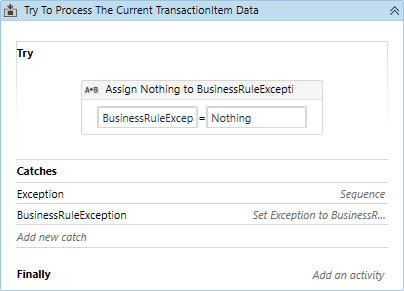 Try To Process The Current TransactionItem Data
Try
A+B Assign Nothing to BusinessRuleExcepti
BusinessRuleExcep = Nothing
Catches
Exception Sequence
BusinessRuleException Set Exception to BusinessR...
Add new catch
Finally Add an activity